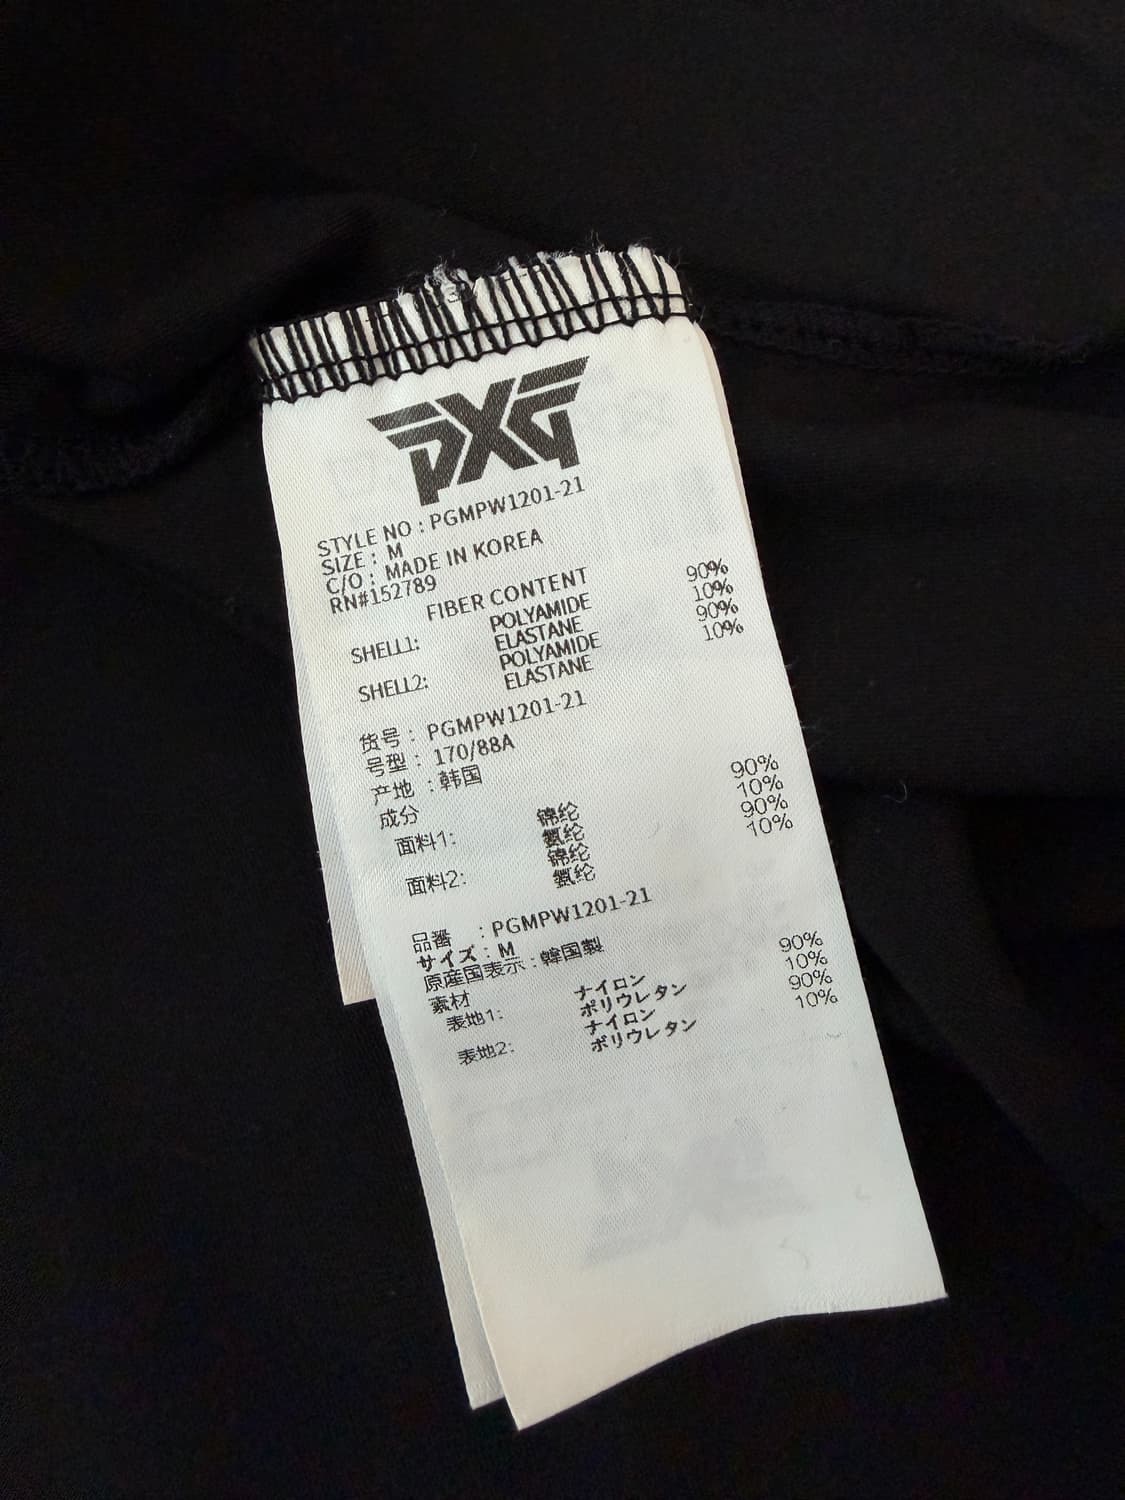 PXG
STYLE NO : PGMPW1201-21
SIZE : M
C/O : MADE IN KOREA
RN#152789
FIBER CONTENT
SHELL1: POLYAMIDE 90%
ELASTANE 10%
SHELL2: POLYAMIDE 90%
ELASTANE 10%
货号 : PGMPW1201-21
号型 : 170/88A
产地 : 韩国
成分
面料1: 锦纶 90%
氨纶 10%
面料2: 锦纶 90%
氨纶 10%
品番 : PGMPW1201-21
サイズ : M
原産国表示 : 韓国製
素材
表地1: ナイロン 90%
ポリウレタン 10%
表地2: ナイロン 90%
ポリウレタン 10%